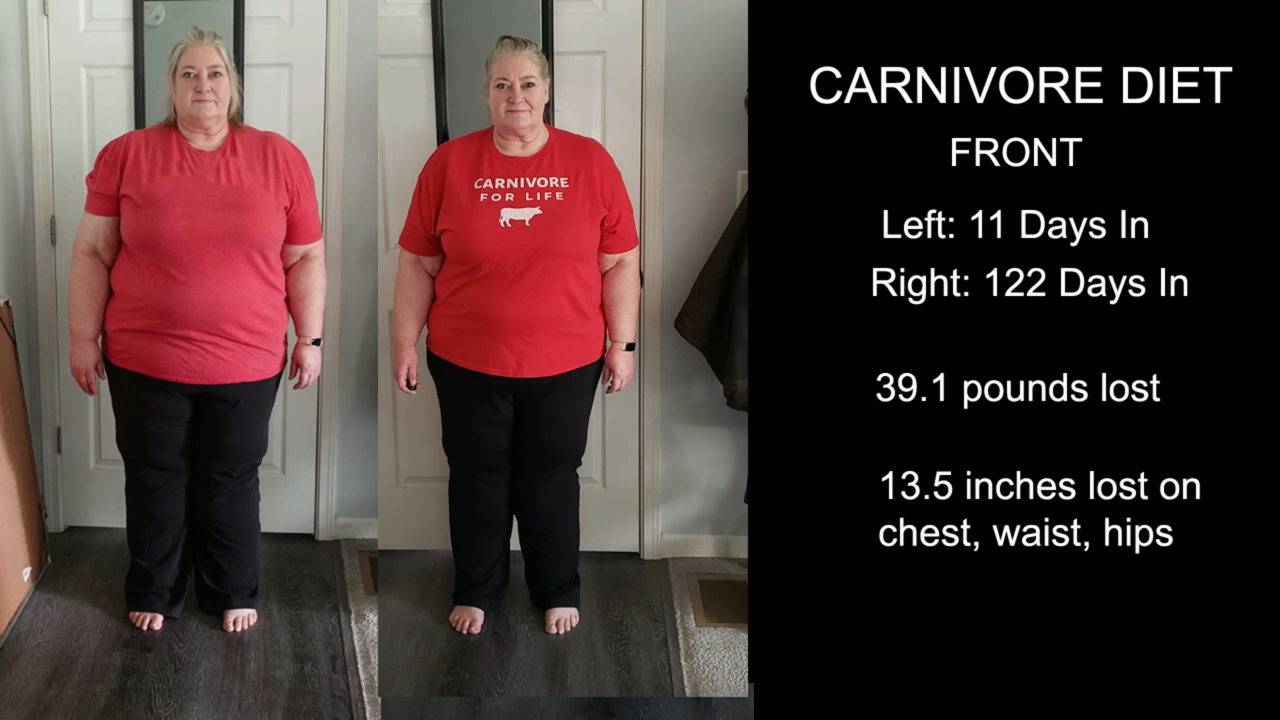 CARNIVORE
FOR LIFE
CARNIVORE DIET
FRONT
Left: 11 Days In
Right: 122 Days In
39.1 pounds lost
13.5 inches lost on
chest, waist, hips